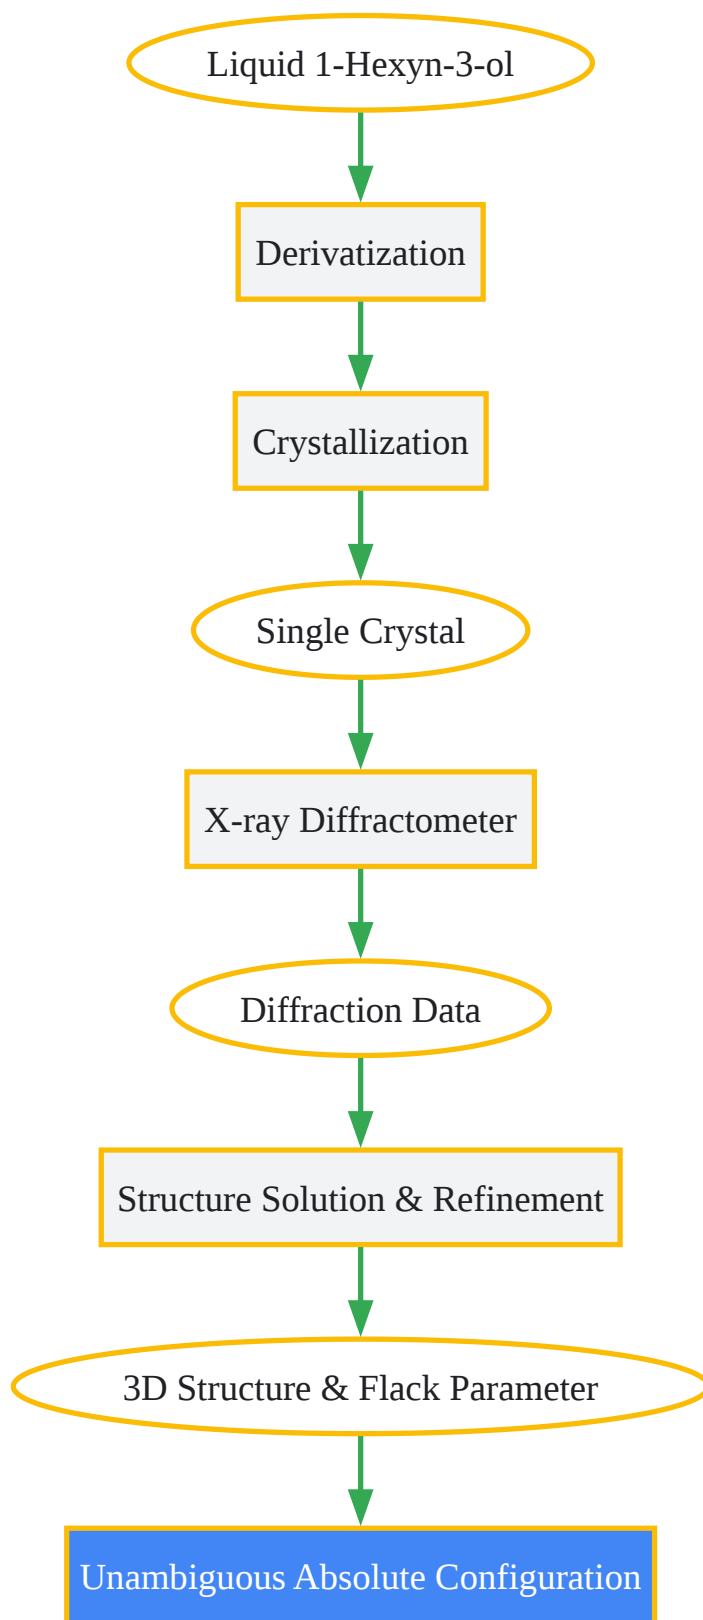 Liquid 1-Hexyn-3-ol
Derivatization
Crystallization
Single Crystal
X-ray Diffractometer
Diffraction Data
Structure Solution & Refinement
3D Structure & Flack Parameter
Unambiguous Absolute Configuration